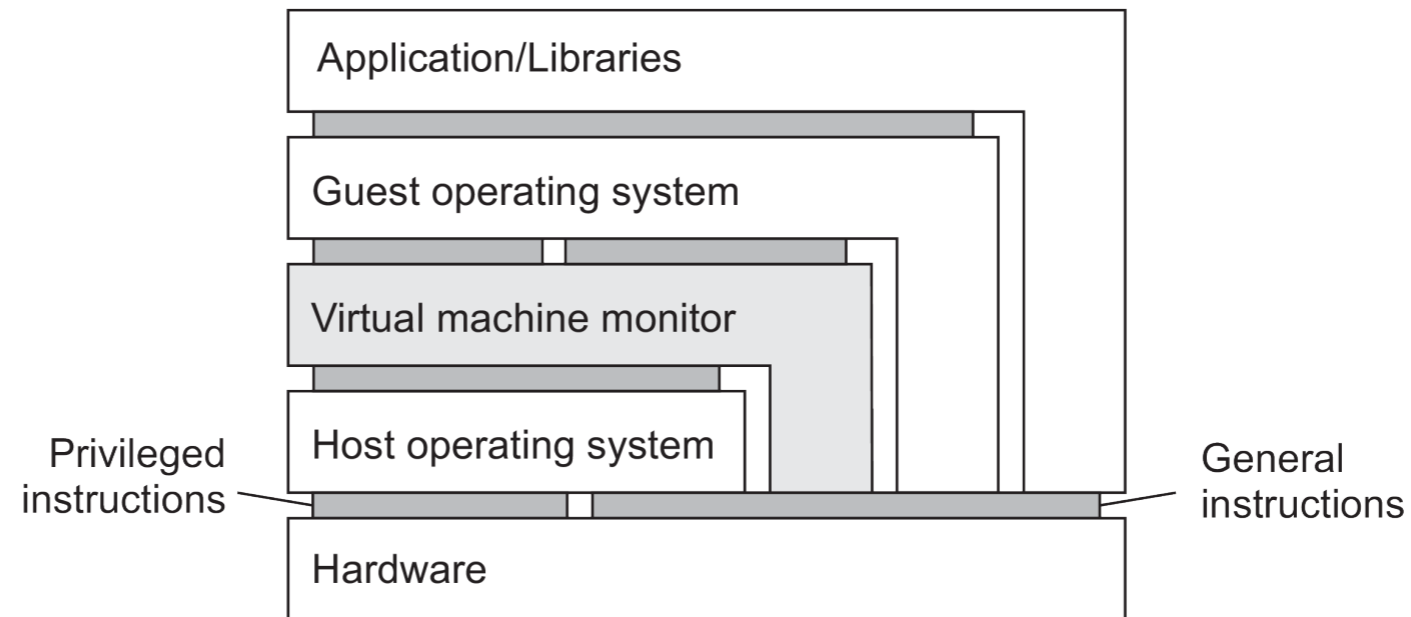 Application/Libraries
Guest operating system
Virtual machine monitor
Host operating system
Privileged
instructions
General
instructions
Hardware